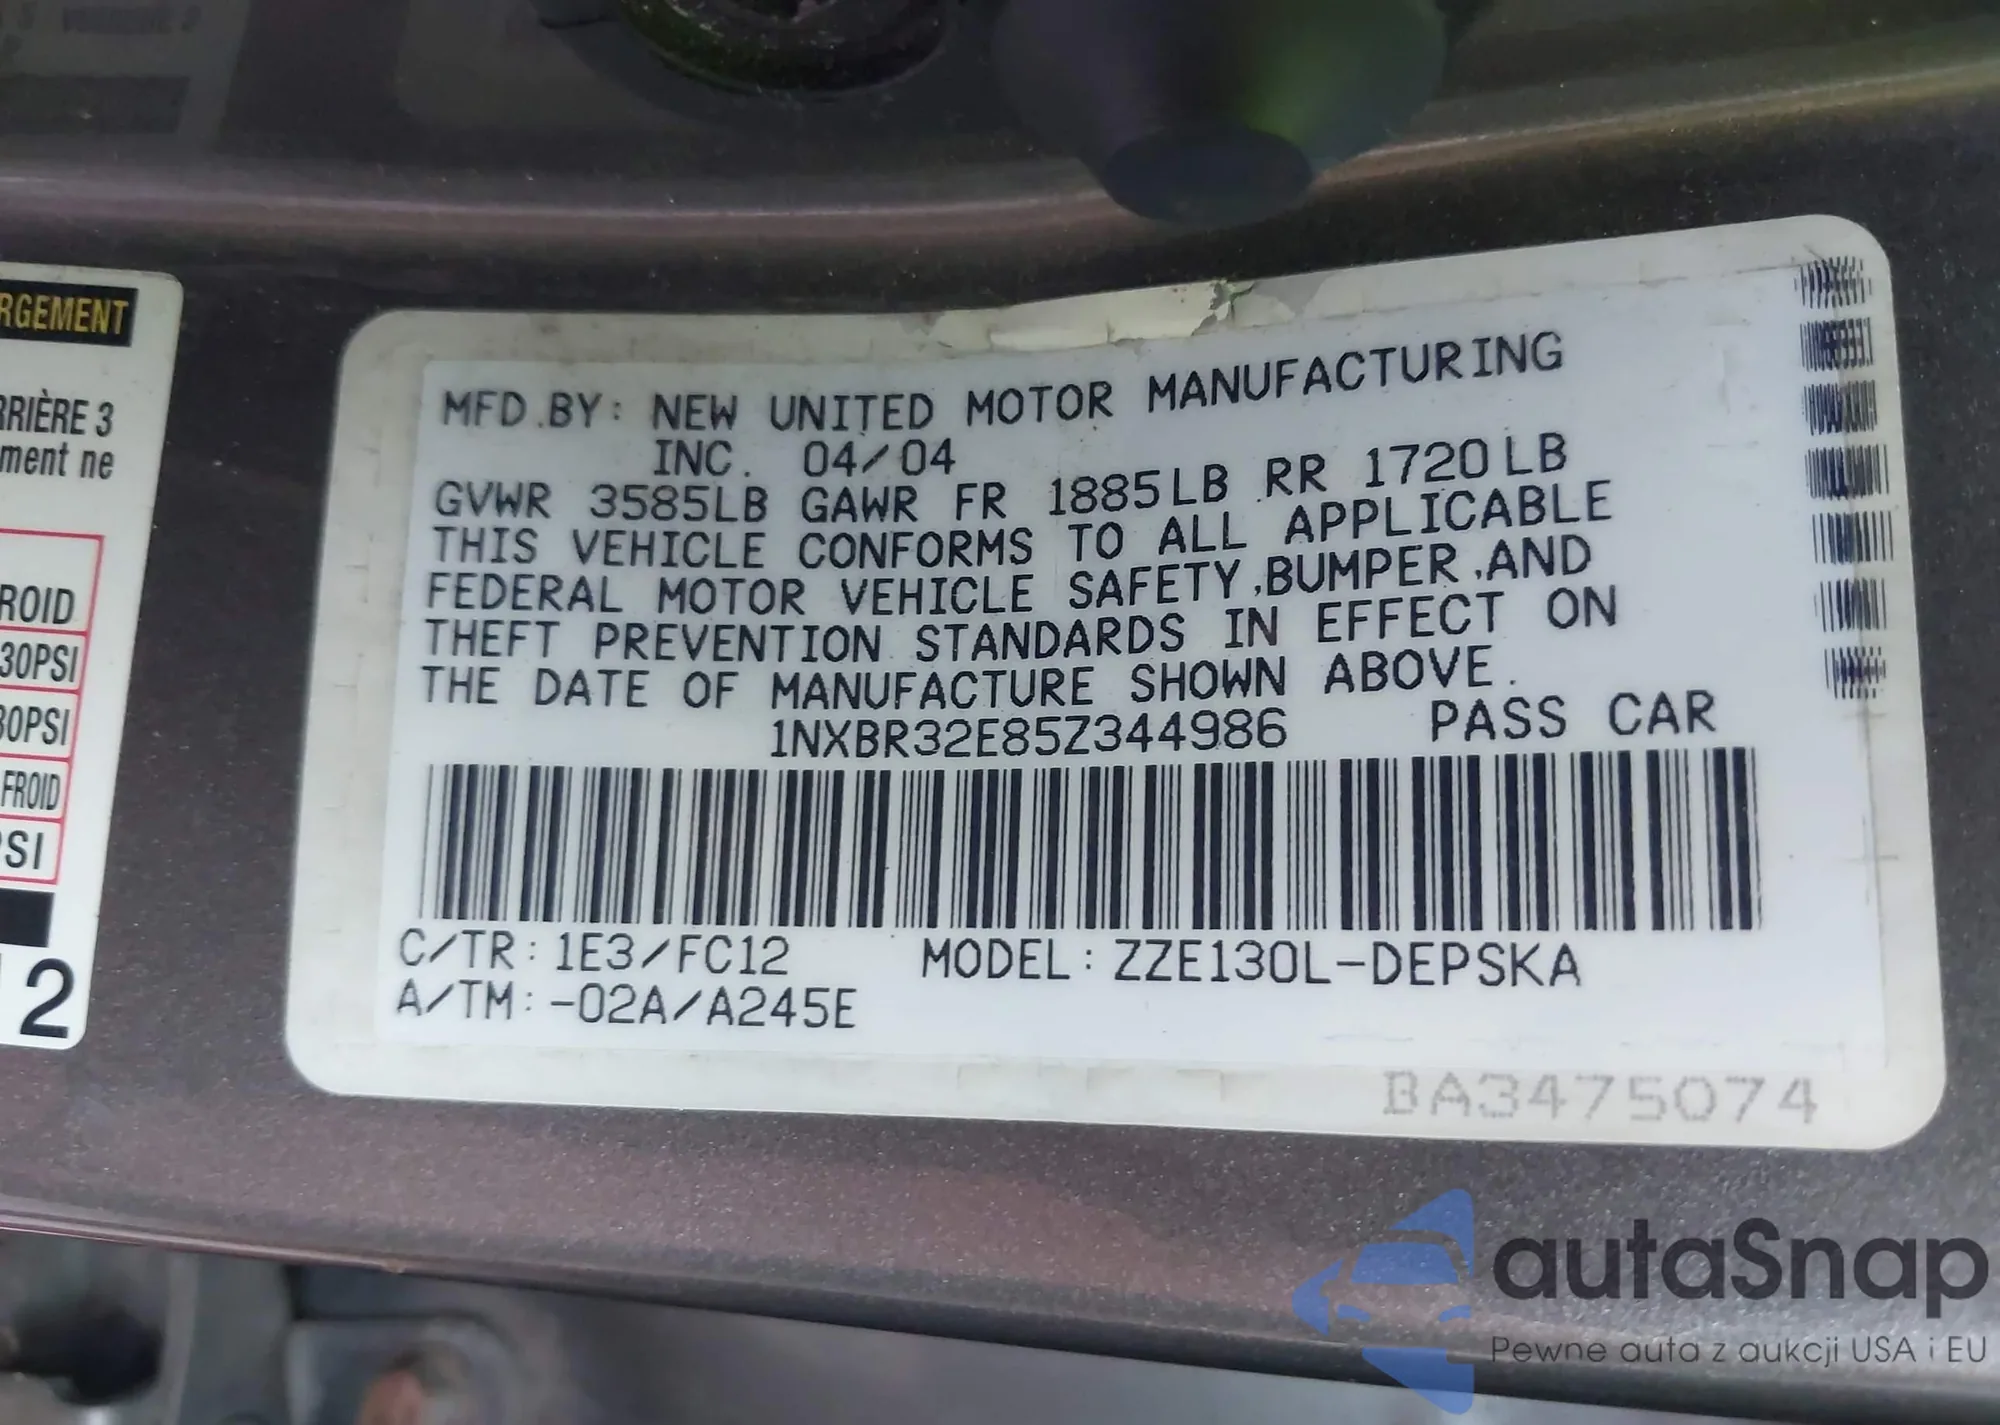 RGEMENT
RRIÈRE 3
ment ne
ROID
30PSI
30PSI
FROID
PSI
12
MFD.BY: NEW UNITED MOTOR MANUFACTURING
INC. 04/04
GVWR 3585LB GAWR FR 1885LB RR 1720LB
THIS VEHICLE CONFORMS TO ALL APPLICABLE
FEDERAL MOTOR VEHICLE SAFETY,BUMPER,AND
THEFT PREVENTION STANDARDS IN EFFECT ON
THE DATE OF MANUFACTURE SHOWN ABOVE.
1NXBR32E85Z344986 PASS CAR
C/TR: 1E3/FC12 MODEL: ZZE130L-DEPSKA
A/TM: -02A/A245E
BA3475074
autaSnap
Pewne auta z aukcji USA i EU